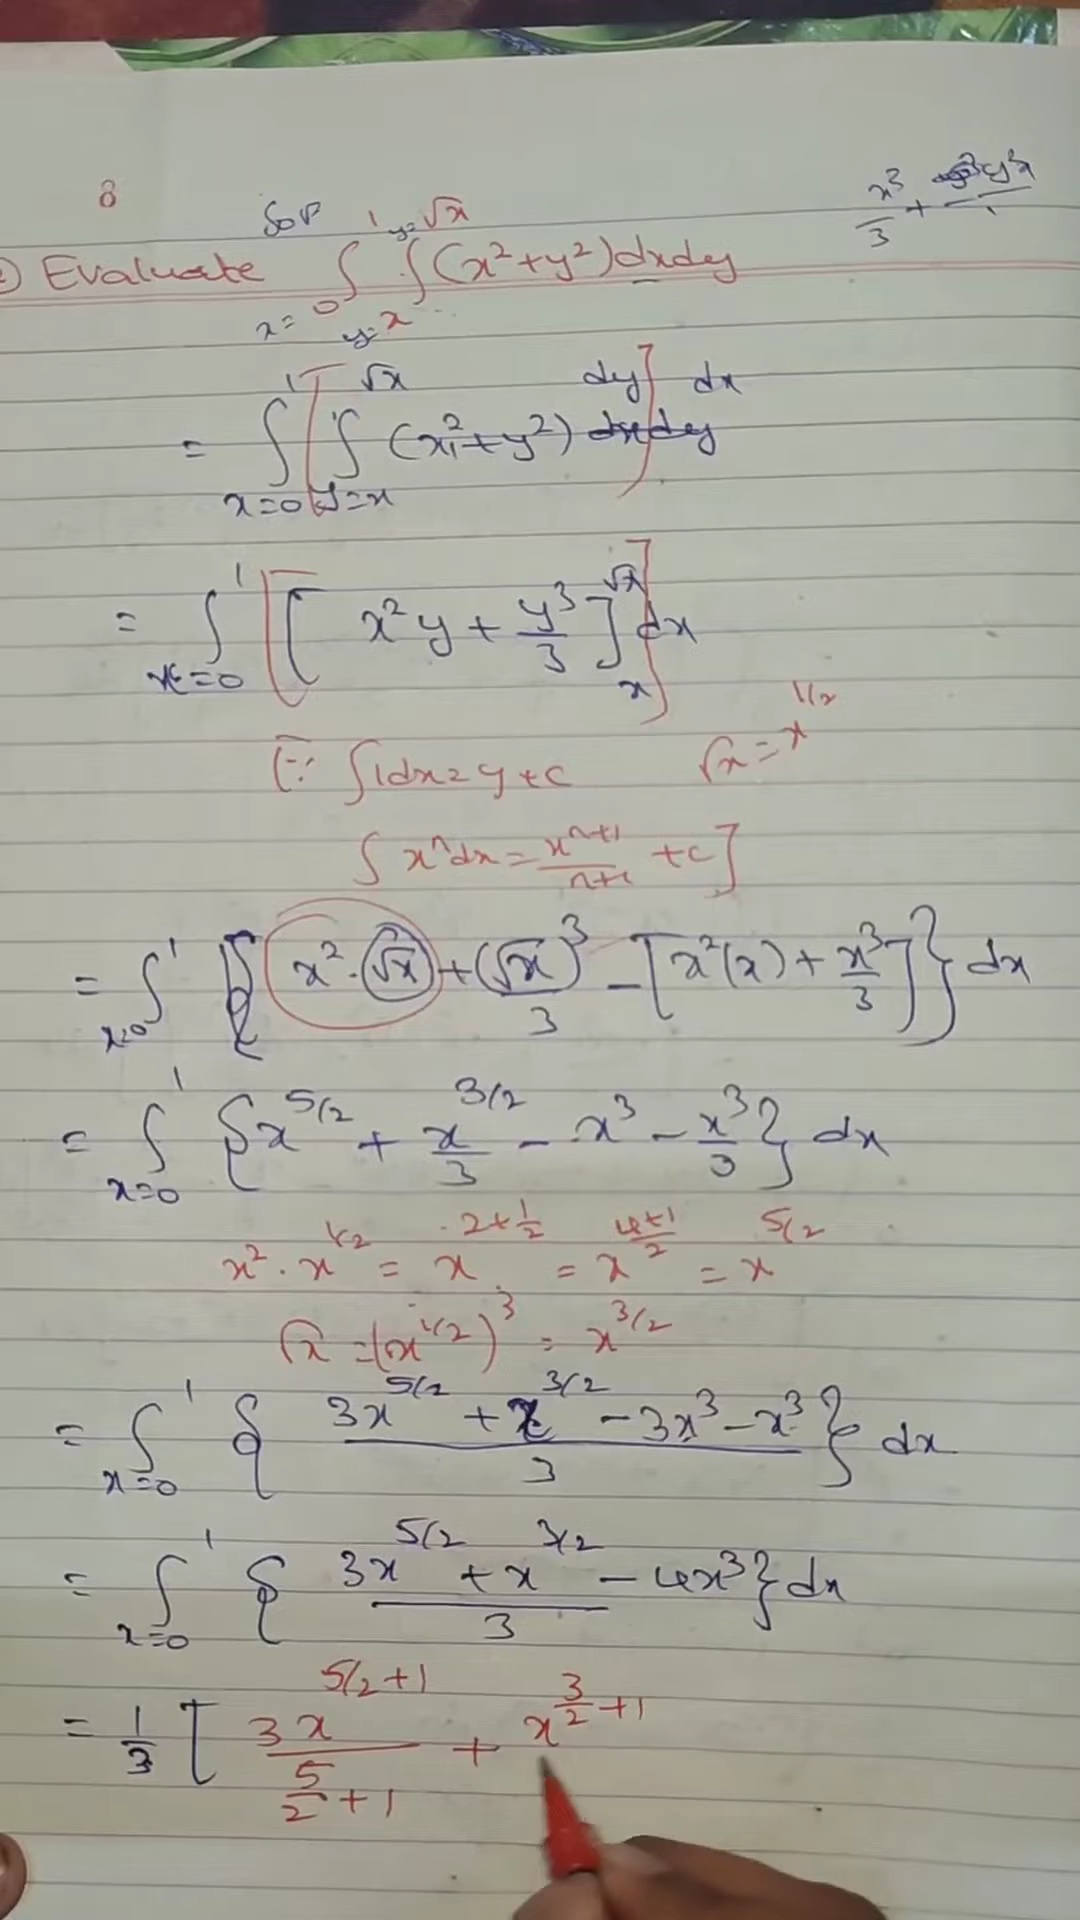 8
x³/3 + y³/
Evaluate ∫_{x=0}^{1} ∫_{y=x}^{y=√x} (x²+y²) dx dy
= ∫_{x=0}^{1} [ ∫_{y=x}^{√x} (x²+y²) dy ] dx
= ∫_{x=0}^{1} [ [ x²y + y³/3 ]_{x}^{√x} ] dx
[∵ ∫1dx = y + c √x = x^{1/2}
∫ xⁿ dx = x^{n+1}/n+1 + c]
= ∫_{x=0}^{1} { x²·(√x) + (√x)³/3 − [x²(x) + x³/3] } dx
= ∫_{x=0}^{1} { x^{5/2} + x^{3/2}/3 − x³ − x³/3 } dx
x²·x^{1/2} = x^{2+1/2} = x^{4+1/2} = x^{5/2}
√x = (x^{1/2})³ = x^{3/2}
= ∫_{x=0}^{1} { 3x^{5/2} + x^{3/2} − 3x³ − x³ / 3 } dx
= ∫_{x=0}^{1} { 3x^{5/2} + x^{3/2} − 4x³ / 3 } dx
= 1/3 [ 3x^{5/2+1} / 5/2+1 + x^{3/2+1}